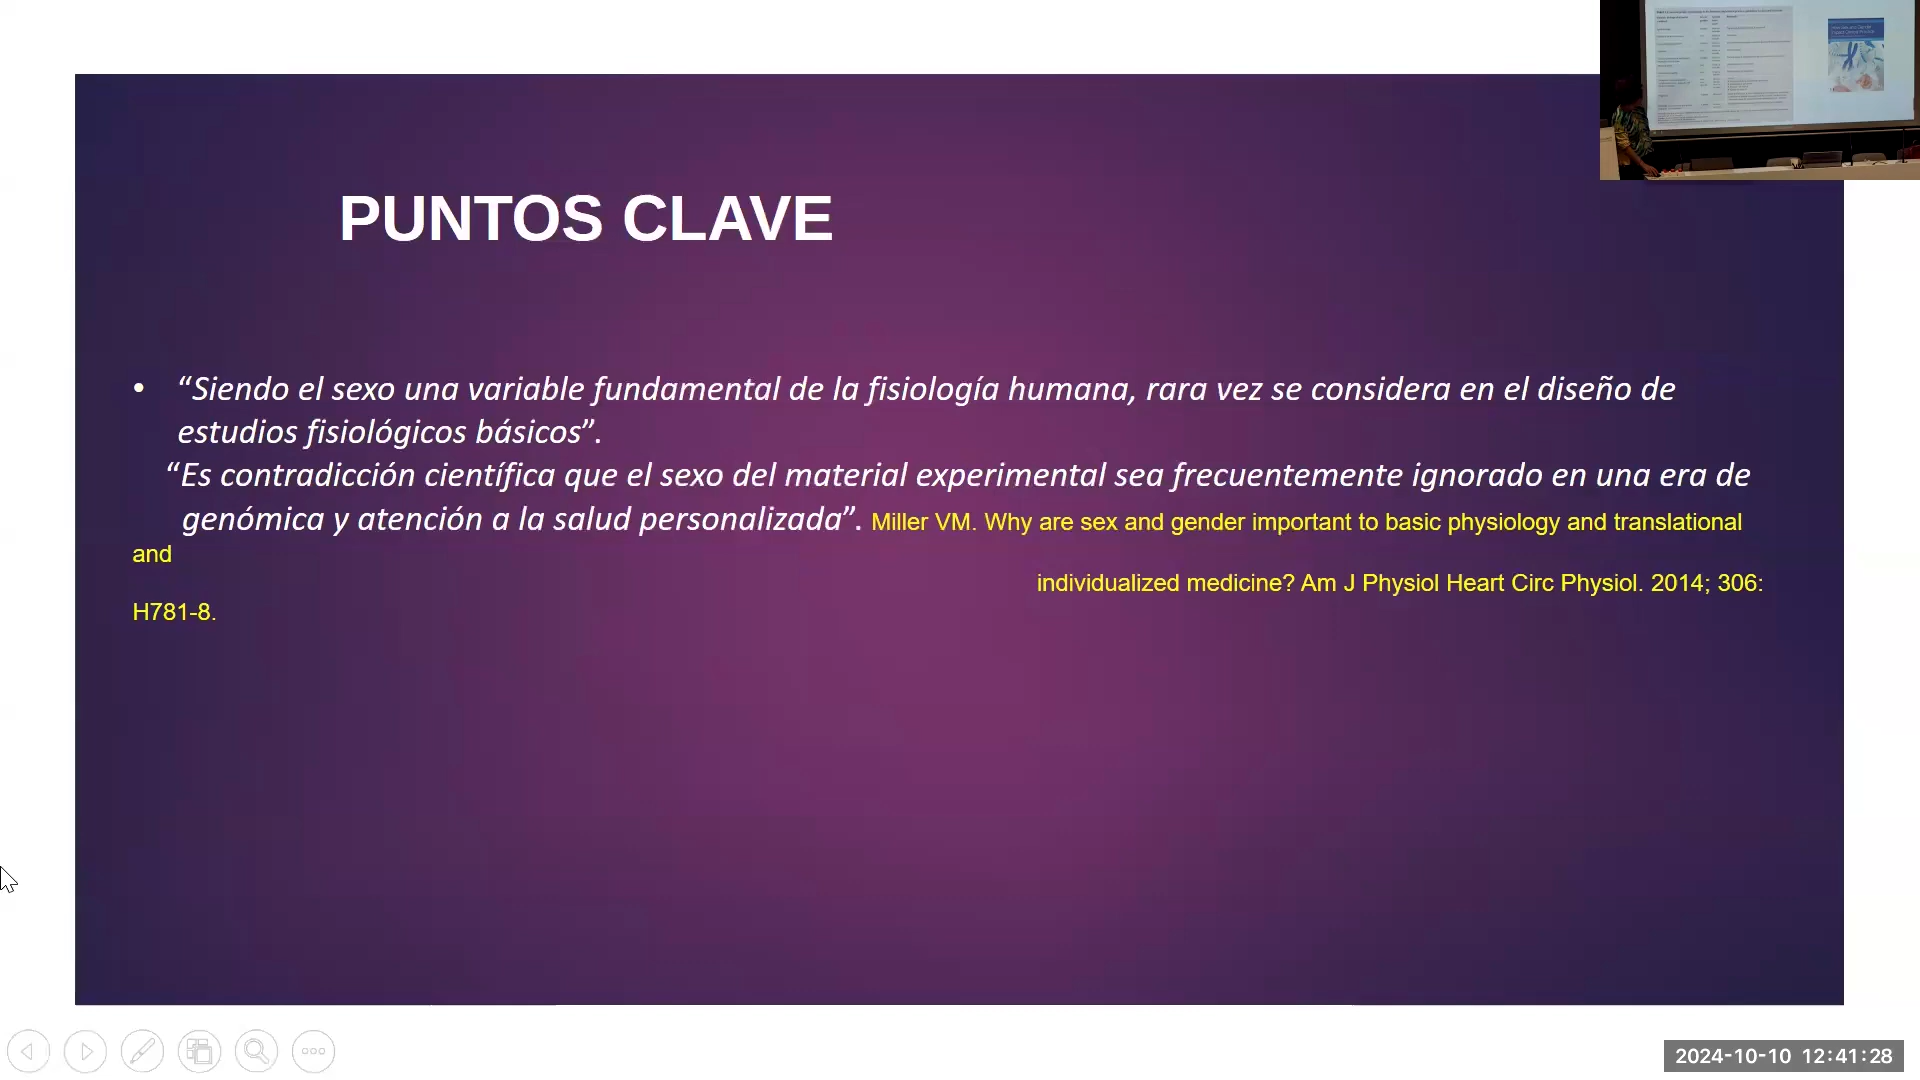 PUNTOS CLAVE
• “Siendo el sexo una variable fundamental de la fisiología humana, rara vez se considera en el diseño de
estudios fisiológicos básicos”.
“Es contradicción científica que el sexo del material experimental sea frecuentemente ignorado en una era de
genómica y atención a la salud personalizada”. Miller VM. Why are sex and gender important to basic physiology and translational
and
individualized medicine? Am J Physiol Heart Circ Physiol. 2014; 306:
H781-8.
2024-10-10 12:41:28